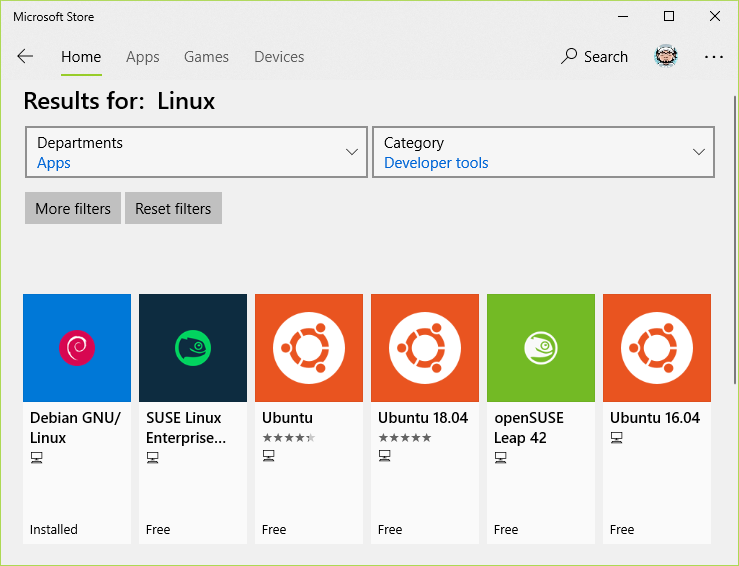 Microsoft Store
Home Apps Games Devices Search
Results for: Linux
Departments
Apps
Category
Developer tools
More filters Reset filters
Debian GNU/
Linux
Installed
SUSE Linux
Enterprise...
Free
Ubuntu
Free
Ubuntu 18.04
Free
openSUSE
Leap 42
Free
Ubuntu 16.04
Free